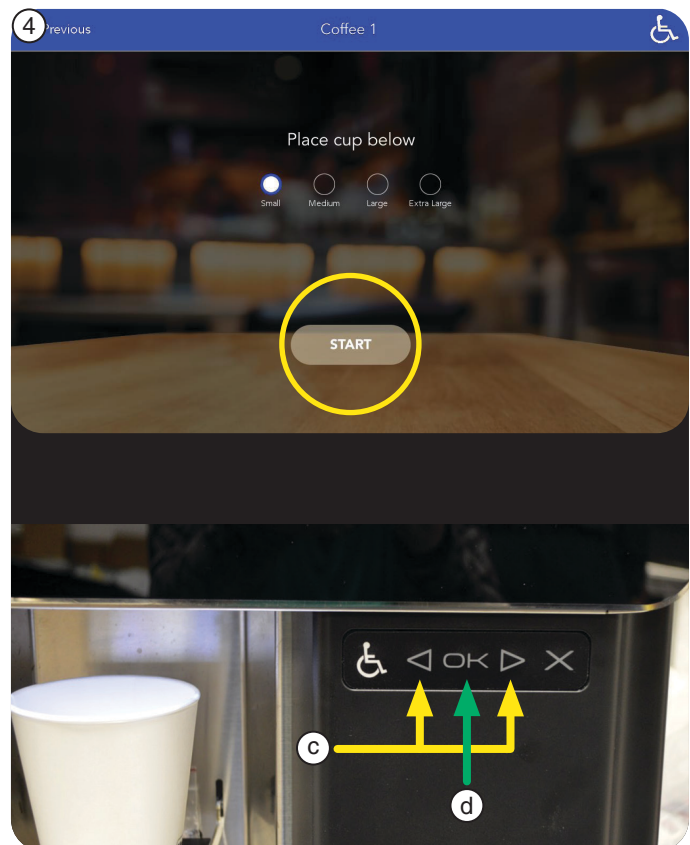 4
Previous
Coffee 1
Place cup below
Small
Medium
Large
Extra Large
START
OK
c
d